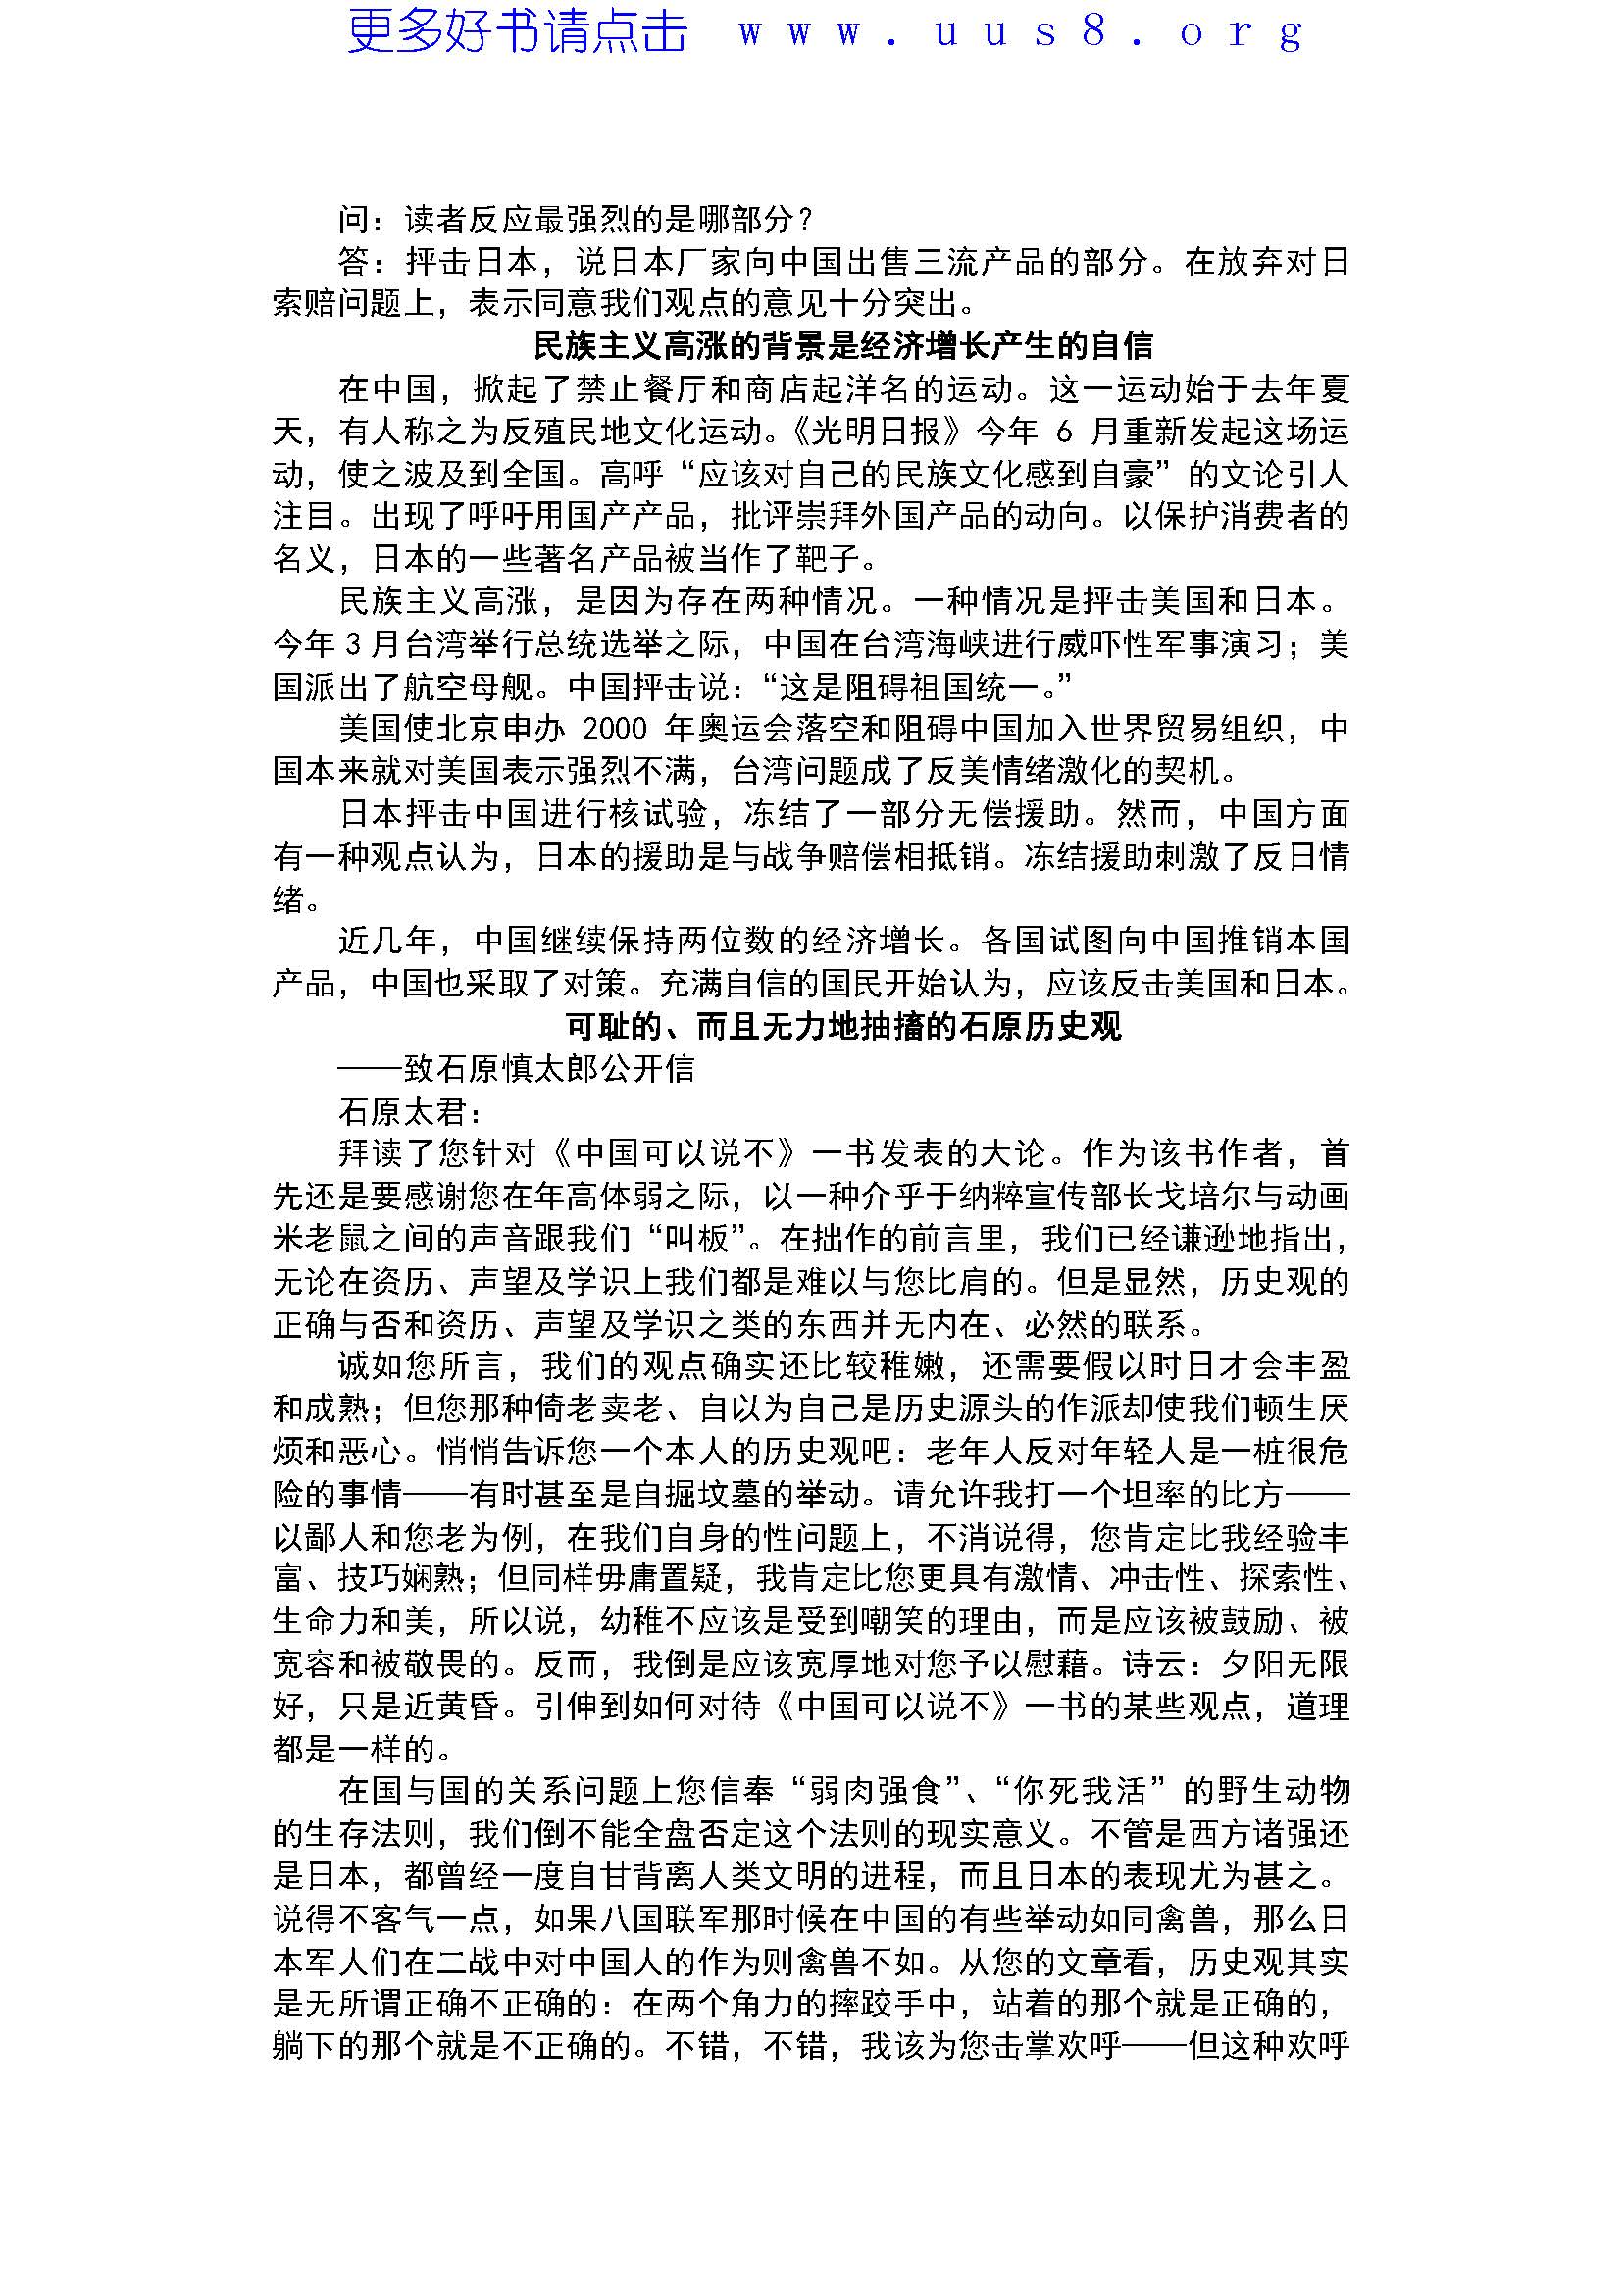 更多好书请点击 www.uus8.org
问：读者反应最强烈的是哪部分？
答：抨击日本，说日本厂家向中国出售三流产品的部分。在放弃对日
索赔问题上，表示同意我们观点的意见十分突出。
民族主义高涨的背景是经济增长产生的自信
在中国，掀起了禁止餐厅和商店起洋名的运动。这一运动始于去年夏
天，有人称之为反殖民地文化运动。《光明日报》今年 6 月重新发起这场运
动，使之波及到全国。高呼“应该对自己的民族文化感到自豪”的文论引人
注目。出现了呼吁用国产产品，批评崇拜外国产品的动向。以保护消费者的
名义，日本的一些著名产品被当作了靶子。
民族主义高涨，是因为存在两种情况。一种情况是抨击美国和日本。
今年 3 月台湾举行总统选举之际，中国在台湾海峡进行威吓性军事演习；美
国派出了航空母舰。中国抨击说：“这是阻碍祖国统一。”
美国使北京申办 2000 年奥运会落空和阻碍中国加入世界贸易组织，中
国本来就对美国表示强烈不满，台湾问题成了反美情绪激化的契机。
日本抨击中国进行核试验，冻结了一部分无偿援助。然而，中国方面
有一种观点认为，日本的援助是与战争赔偿相抵销。冻结援助刺激了反日情
绪。
近几年，中国继续保持两位数的经济增长。各国试图向中国推销本国
产品，中国也采取了对策。充满自信的国民开始认为，应该反击美国和日本。
可耻的、而且无力地抽搐的石原历史观
——致石原慎太郎公开信
石原太君：
拜读了您针对《中国可以说不》一书发表的大论。作为该书作者，首
先还是要感谢您在年高体弱之际，以一种介乎于纳粹宣传部长戈培尔与动画
米老鼠之间的声音跟我们“叫板”。在拙作的前言里，我们已经谦逊地指出，
无论在资历、声望及学识上我们都是难以与您比肩的。但是显然，历史观的
正确与否和资历、声望及学识之类的东西并无内在、必然的联系。
诚如您所言，我们的观点确实还比较稚嫩，还需要假以时日才会丰盈
和成熟；但您那种倚老卖老、自以为自己是历史源头的作派却使我们顿生厌
烦和恶心。悄悄告诉您一个本人的历史观吧：老年人反对年轻人是一桩很危
险的事情——有时甚至是自掘坟墓的举动。请允许我打一个坦率的比方——
以鄙人和您老为例，在我们自身的性问题上，不消说得，您肯定比我经验丰
富、技巧娴熟；但同样毋庸置疑，我肯定比您更具有激情、冲击性、探索性、
生命力和美，所以说，幼稚不应该是受到嘲笑的理由，而是应该被鼓励、被
宽容和被敬畏的。反而，我倒是应该宽厚地对您予以慰藉。诗云：夕阳无限
好，只是近黄昏。引伸到如何对待《中国可以说不》一书的某些观点，道理
都是一样的。
在国与国的关系问题上您信奉“弱肉强食”、“你死我活”的野生动物
的生存法则，我们倒不能全盘否定这个法则的现实意义。不管是西方诸强还
是日本，都曾经一度自甘背离人类文明的进程，而且日本的表现尤为甚之。
说得不客气一点，如果八国联军那时候在中国的有些举动如同禽兽，那么日
本军人们在二战中对中国人的作为则禽兽不如。从您的文章看，历史观其实
是无所谓正确不正确的：在两个角力的摔跤手中，站着的那个就是正确的，
躺下的那个就是不正确的。不错，不错，我该为您击掌欢呼——但这种欢呼